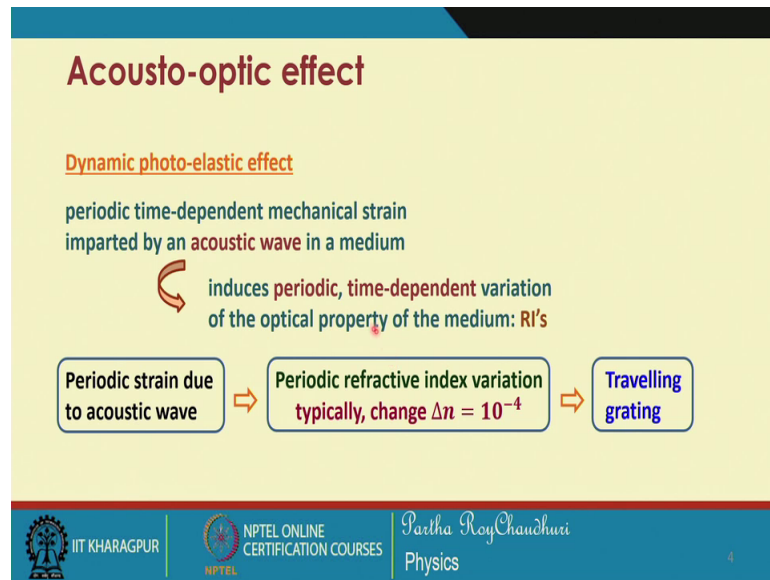 Acousto-optic effect
Dynamic photo-elastic effect
periodic time-dependent mechanical strain
imparted by an acoustic wave in a medium
induces periodic, time-dependent variation
of the optical property of the medium: RI's
Periodic strain due
to acoustic wave
Periodic refractive index variation
typically, change Δn = 10⁻⁴
Travelling
grating
IIT KHARAGPUR
NPTEL
NPTEL ONLINE
CERTIFICATION COURSES
Partha RoyChaudhuri
Physics
4